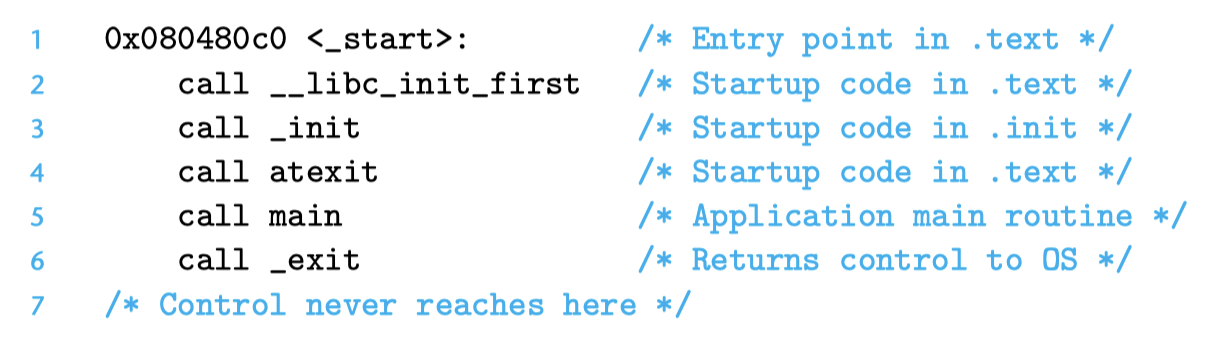 1 0x080480c0 <_start>: /* Entry point in .text */
2 call __libc_init_first /* Startup code in .text */
3 call _init /* Startup code in .init */
4 call atexit /* Startup code in .text */
5 call main /* Application main routine */
6 call _exit /* Returns control to OS */
7 /* Control never reaches here */